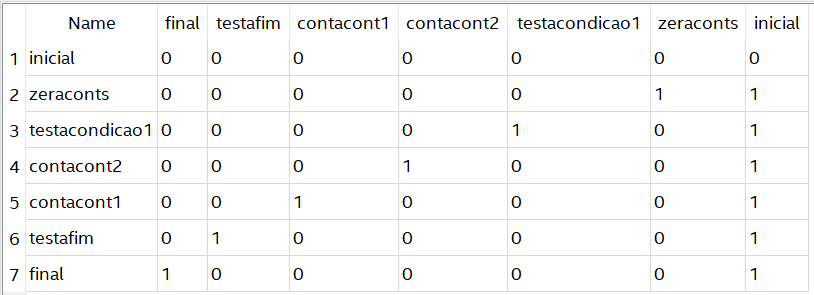 Name final testafim contacont1 contacont2 testacondicao1 zeraconts inicial
1 inicial 0 0 0 0 0 0 0
2 zeraconts 0 0 0 0 0 1 1
3 testacondicao1 0 0 0 0 1 0 1
4 contacont2 0 0 0 1 0 0 1
5 contacont1 0 0 1 0 0 0 1
6 testafim 0 1 0 0 0 0 1
7 final 1 0 0 0 0 0 1